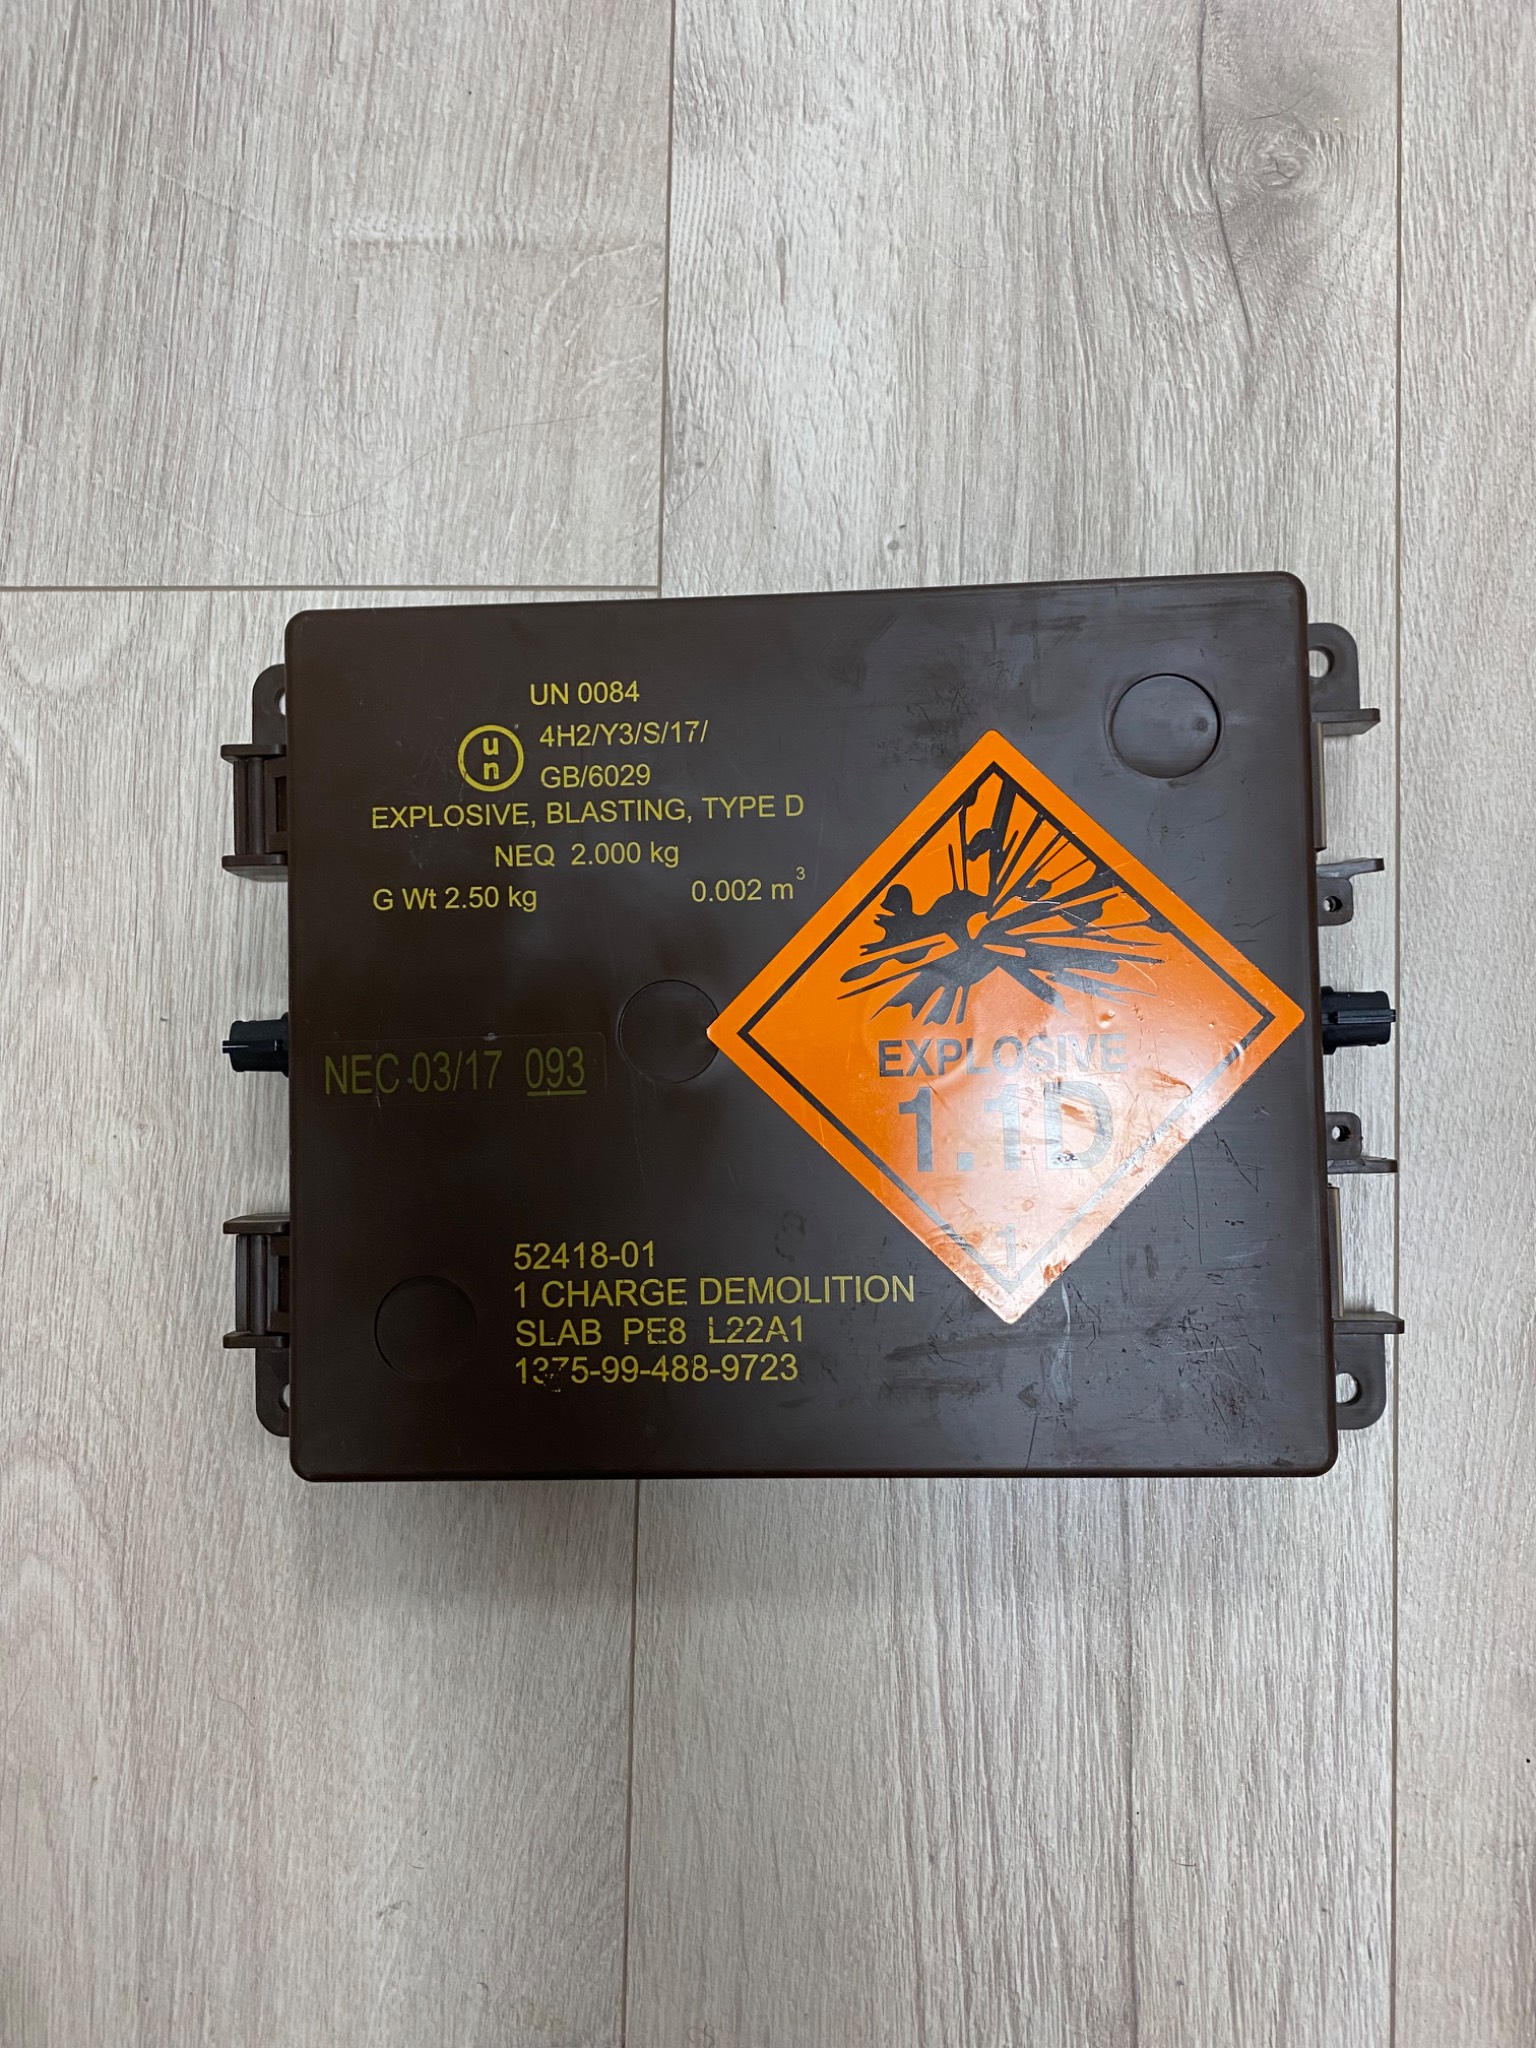 UN 0084
un
4H2/Y3/S/17/
GB/6029
EXPLOSIVE, BLASTING, TYPE D
NEQ 2.000 kg
G Wt 2.50 kg 0.002 m³
EXPLOSIVE
1.1D
1
NEC 03/17 093
52418-01
1 CHARGE DEMOLITION
SLAB PE8 L22A1
1375-99-488-9723